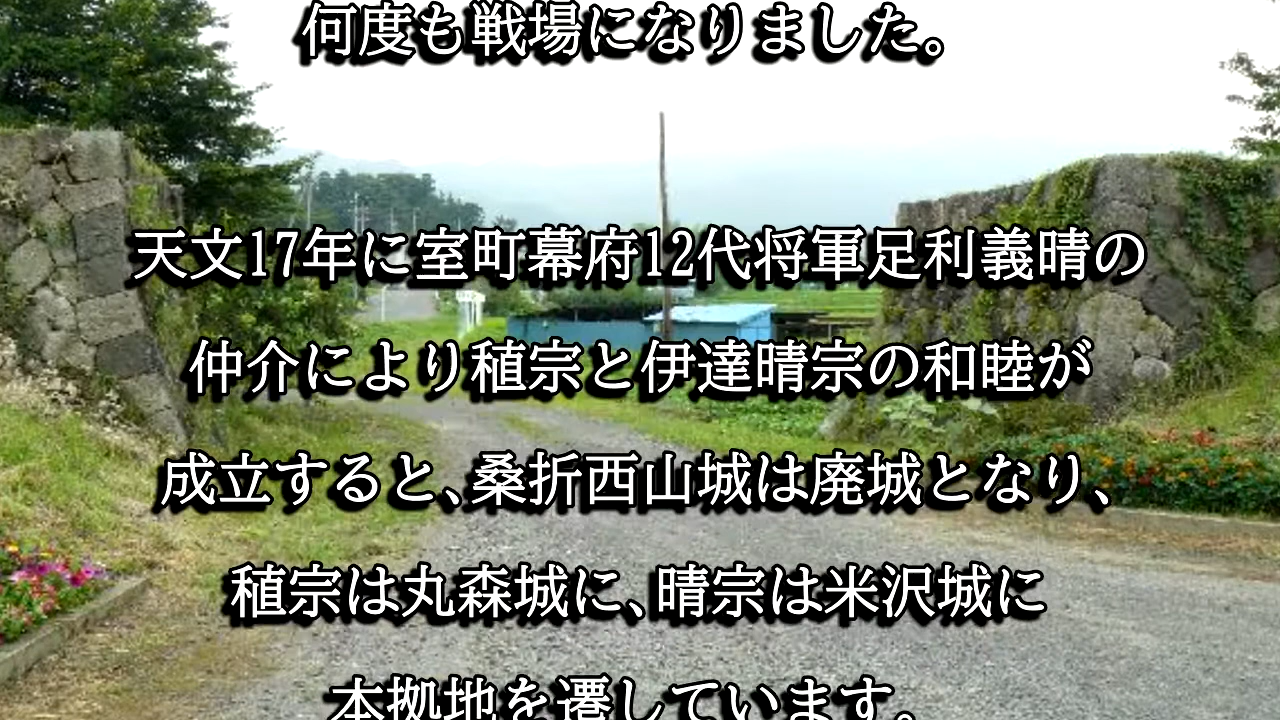 何度も戦場になりました。
天文17年に室町幕府12代将軍足利義晴の
仲介により稙宗と伊達晴宗の和睦が
成立すると、桑折西山城は廃城となり、
稙宗は丸森城に、晴宗は米沢城に
本拠地を遷しています。